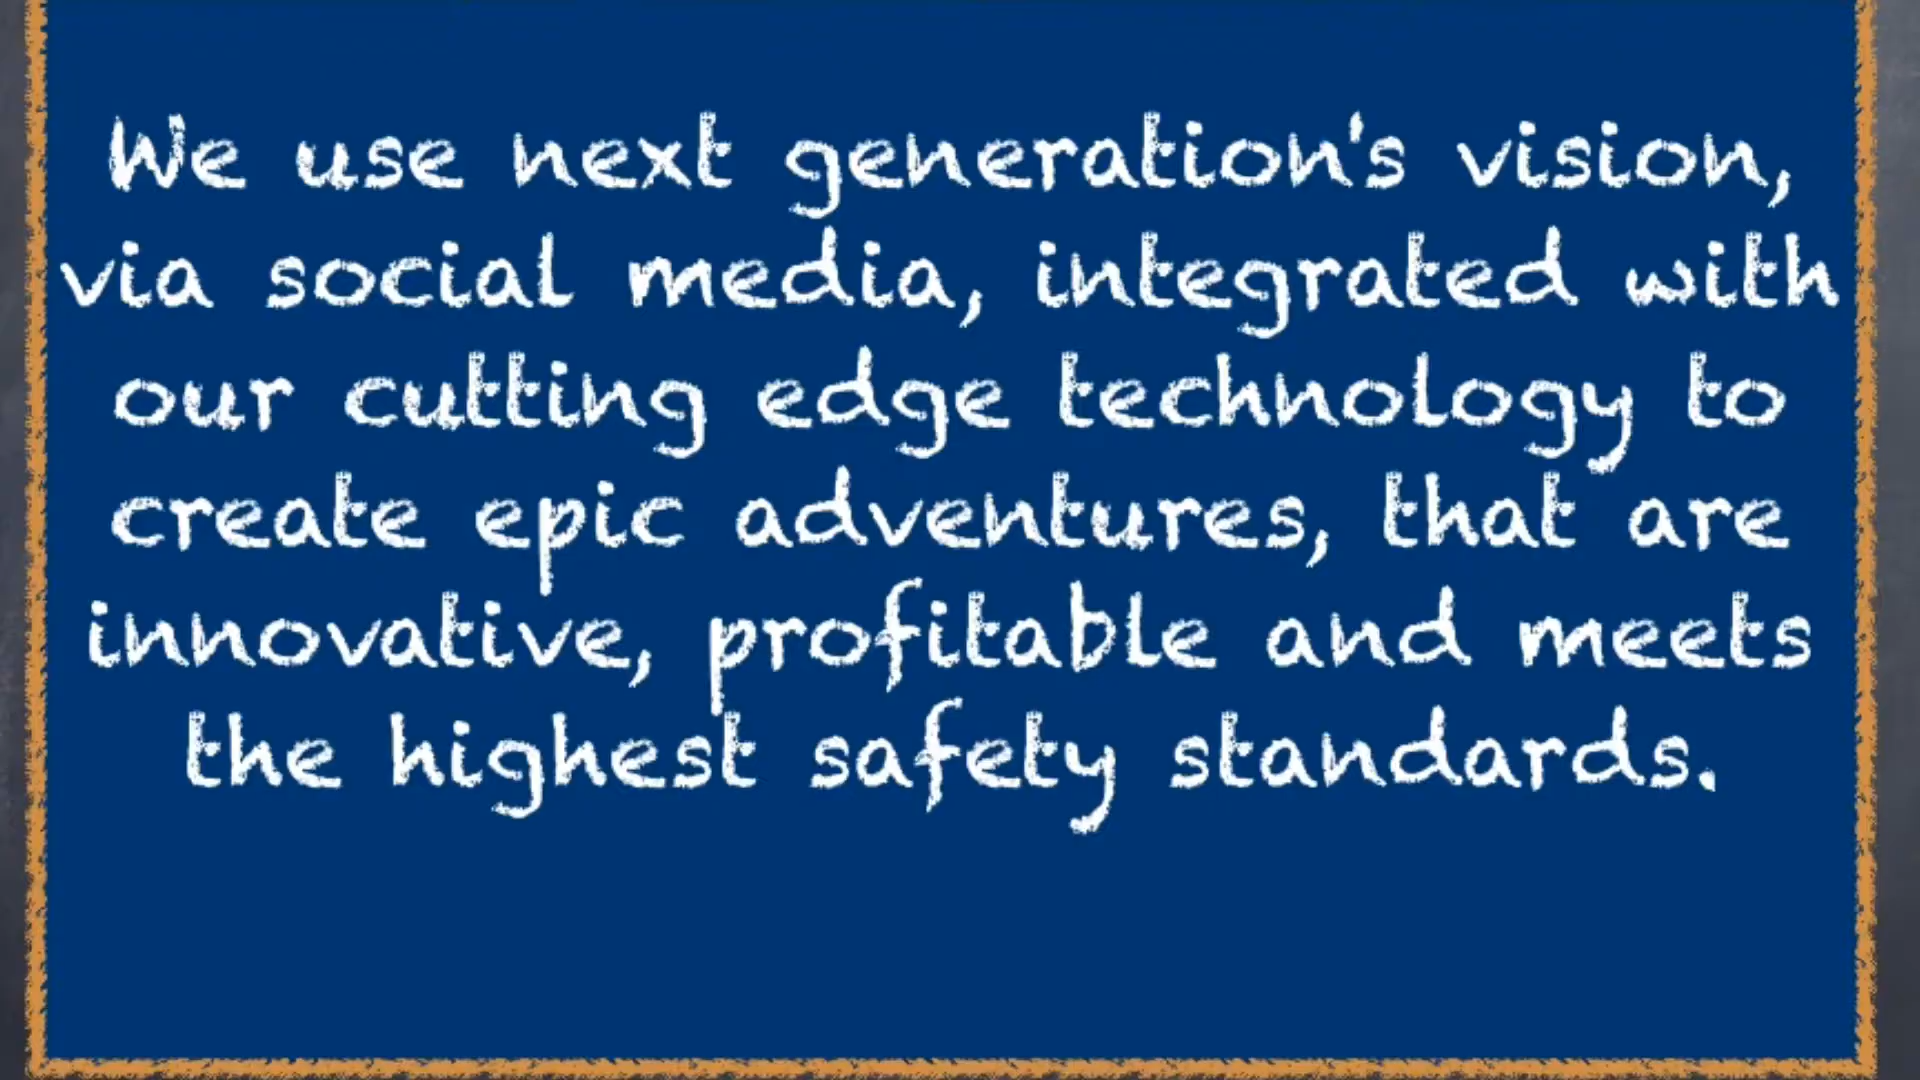 We use next generation's vision,
via social media, integrated with
our cutting edge technology to
create epic adventures, that are
innovative, profitable and meets
the highest safety standards.